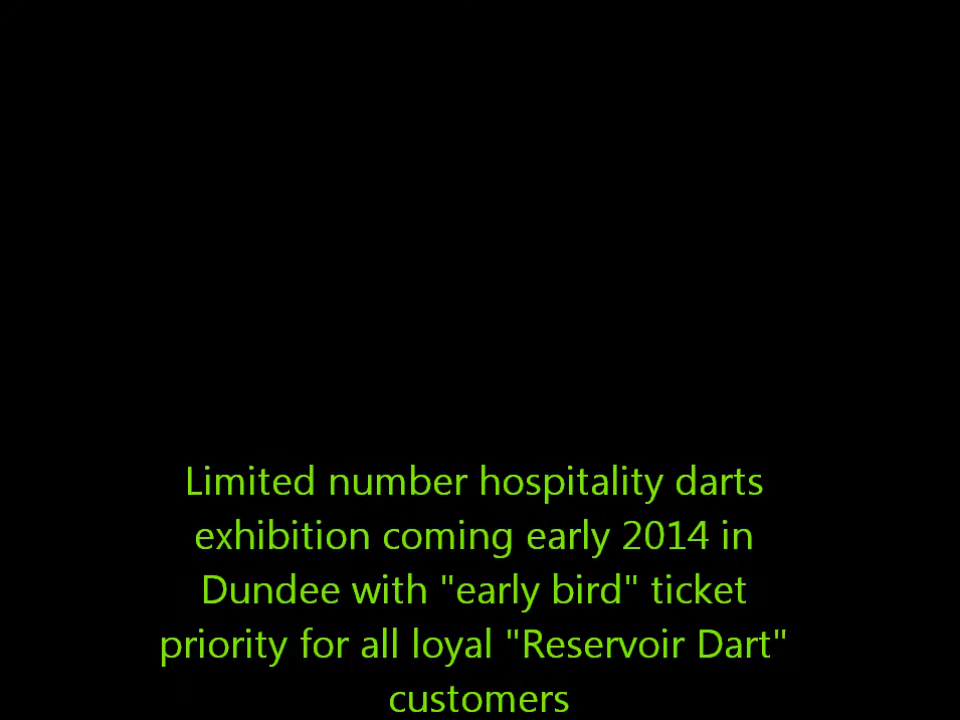 Limited number hospitality darts
exhibition coming early 2014 in
Dundee with "early bird" ticket
priority for all loyal "Reservoir Dart"
customers